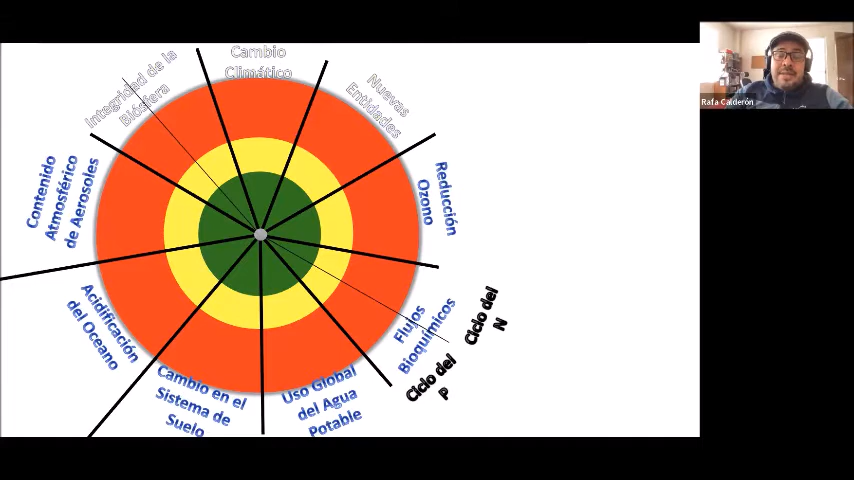 Cambio
Climático
Nuevas
Entidades
Reducción
Ozono
Flujos
Bioquímicos
Ciclo del
N
Ciclo del
P
Uso Global
del Agua
Potable
Cambio en el
Sistema de
Suelo
Acidificación
del Oceano
Contenido
Atmosférico
de Aerosoles
Integridad de la
Biósfera
Rafa Calderón